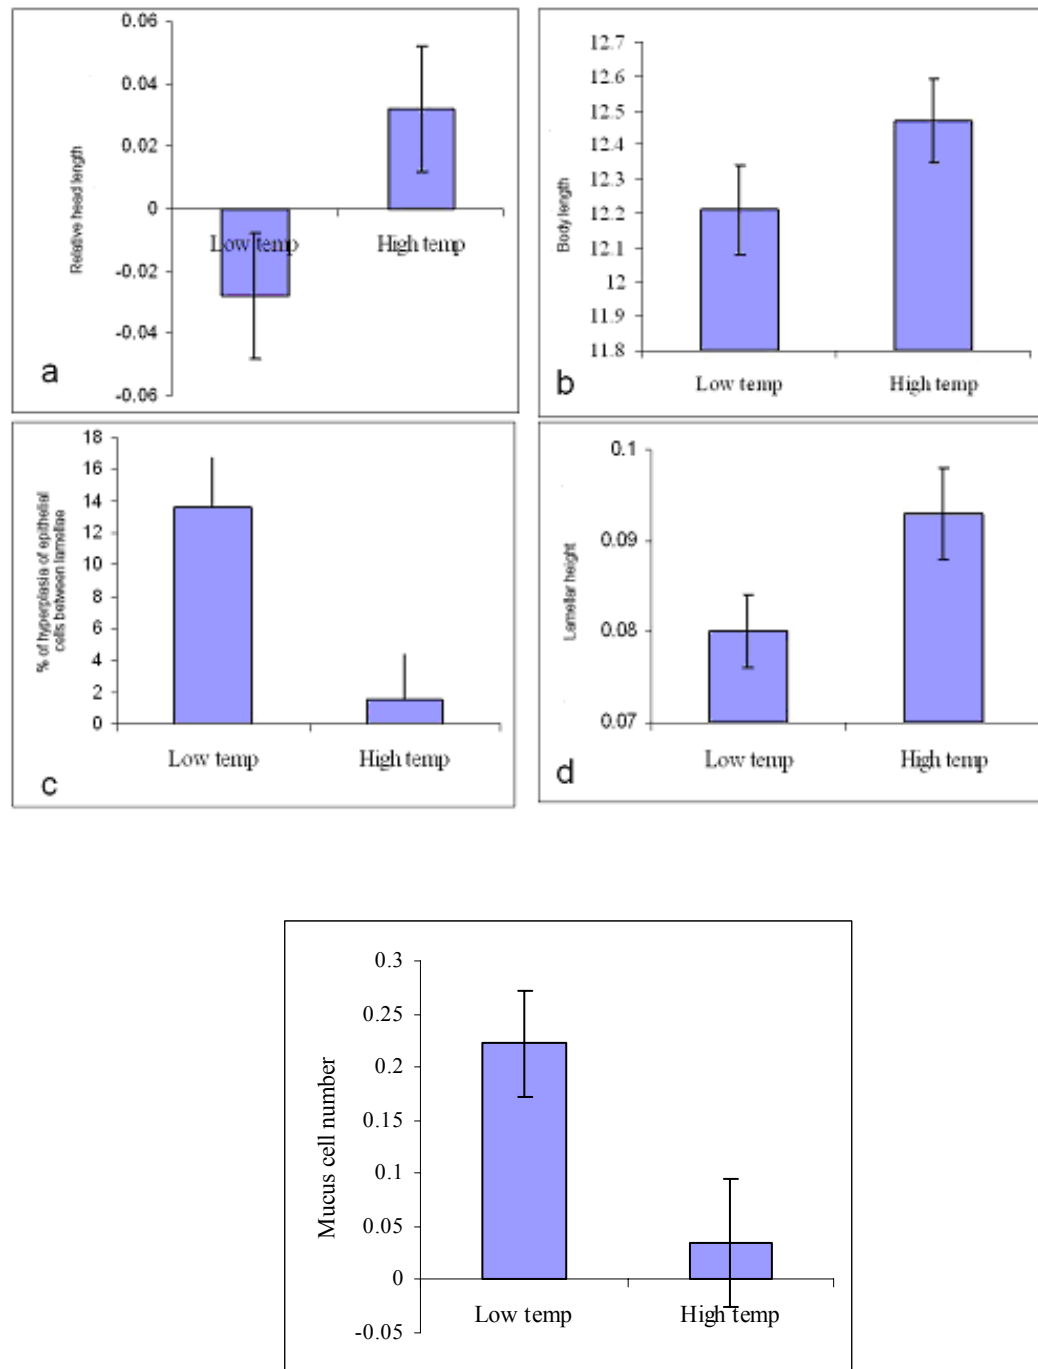 0.06
0.04
0.02
0
-0.02
-0.04
-0.06
Relative head length
Low temp
High temp
a
12.7
12.6
12.5
12.4
12.3
12.2
12.1
12
11.9
11.8
Body length
Low temp
High temp
b
18
16
14
12
10
8
6
4
2
0
% of hyperplasia of epithelial
cells between lamellae
Low temp
High temp
c
0.1
0.09
0.08
0.07
Lamellar height
Low temp
High temp
d
0.3
0.25
0.2
0.15
0.1
0.05
0
-0.05
Mucus cell number
Low temp
High temp